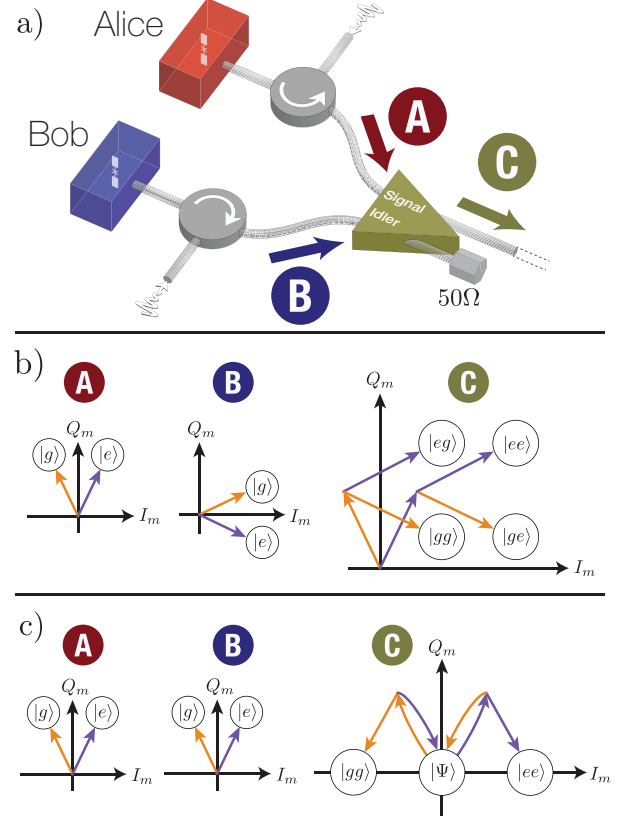 a)
Alice
Bob
A
C
Signal
Idler
B
50Ω
b)
A
B
C
Q_m
|g⟩
|e⟩
I_m
Q_m
|g⟩
|e⟩
I_m
Q_m
|eg⟩
|ee⟩
|gg⟩
|ge⟩
I_m
c)
A
B
C
Q_m
|g⟩
|e⟩
I_m
Q_m
|g⟩
|e⟩
I_m
Q_m
|gg⟩
|Ψ⟩
|ee⟩
I_m